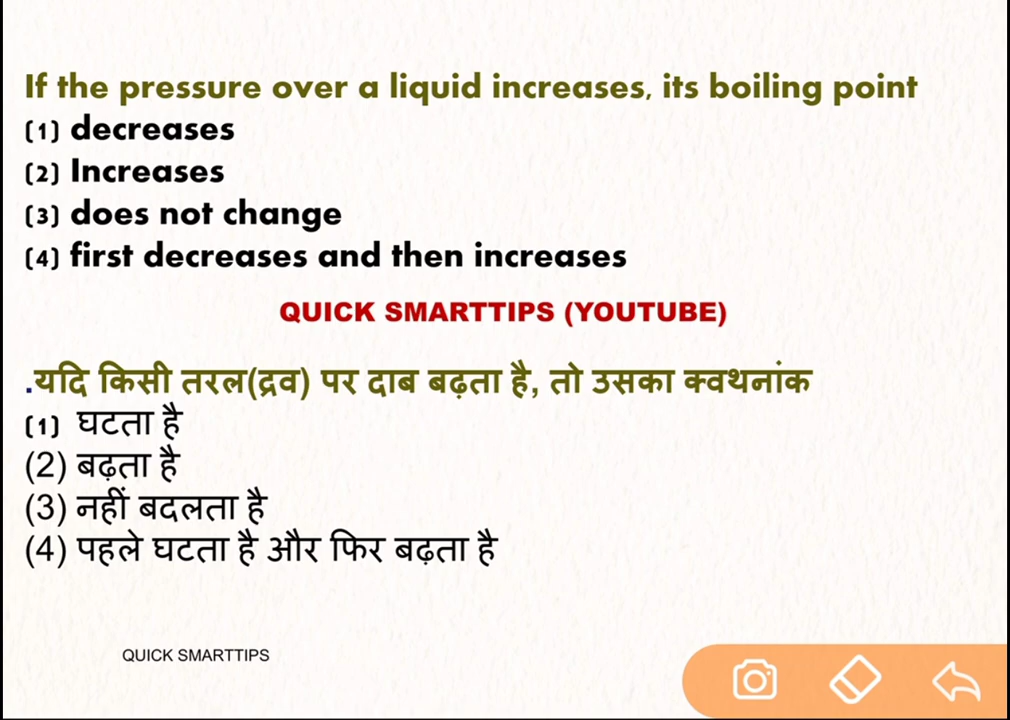 If the pressure over a liquid increases, its boiling point
(1) decreases
(2) Increases
(3) does not change
(4) first decreases and then increases
QUICK SMARTTIPS (YOUTUBE)
.यदि किसी तरल(द्रव) पर दाब बढ़ता है, तो उसका क्वथनांक
(1) घटता है
(2) बढ़ता है
(3) नहीं बदलता है
(4) पहले घटता है और फिर बढ़ता है
QUICK SMARTTIPS